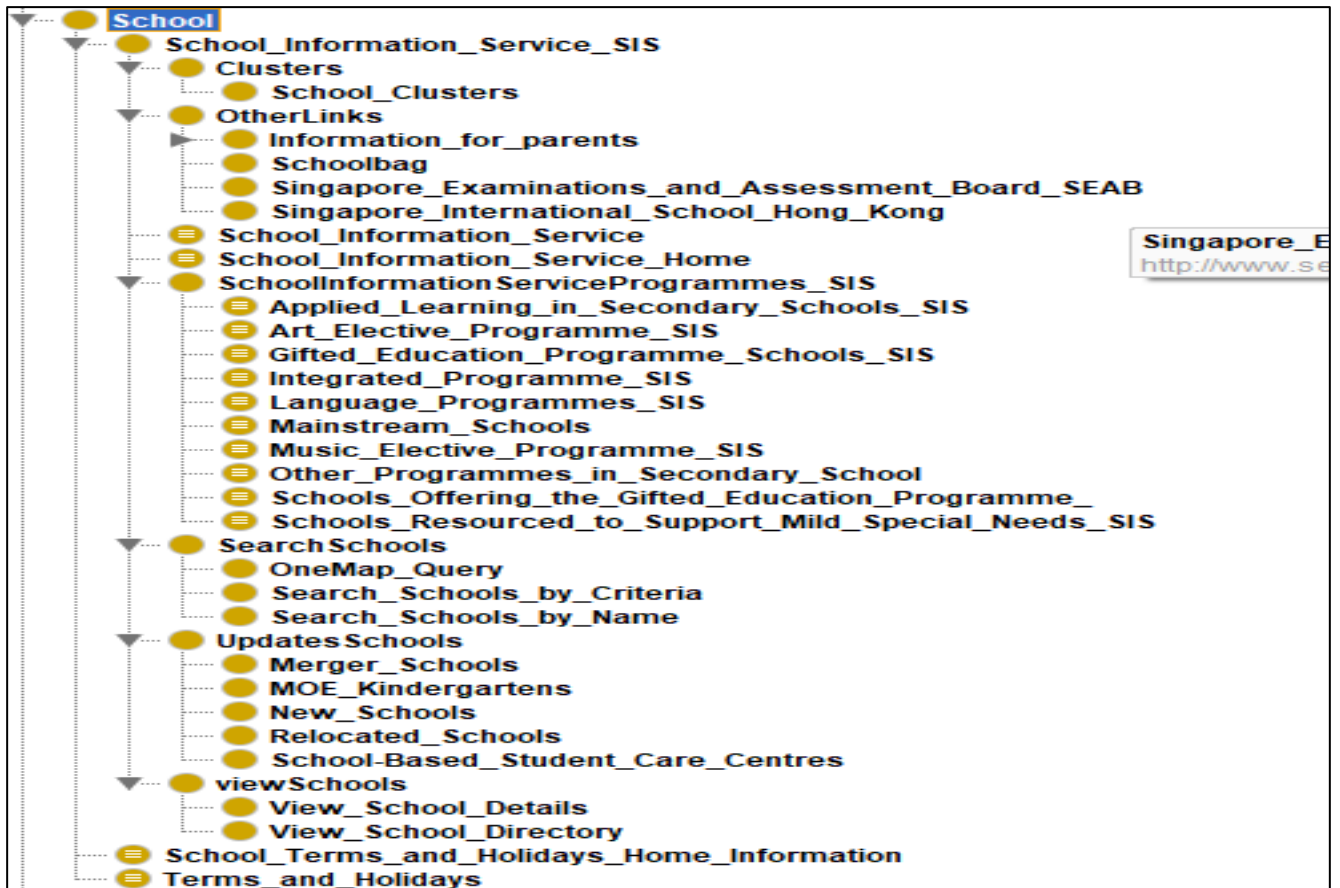 School
School_Information_Service_SIS
Clusters
School_Clusters
OtherLinks
Information_for_parents
Schoolbag
Singapore_Examinations_and_Assessment_Board_SEAB
Singapore_International_School_Hong_Kong
School_Information_Service
Singapore_E
School_Information_Service_Home
http://www.se
SchoolInformationServiceProgrammes_SIS
Applied_Learning_in_Secondary_Schools_SIS
Art_Elective_Programme_SIS
Gifted_Education_Programme_Schools_SIS
Integrated_Programme_SIS
Language_Programmes_SIS
Mainstream_Schools
Music_Elective_Programme_SIS
Other_Programmes_in_Secondary_School
Schools_Offering_the_Gifted_Education_Programme_
Schools_Resourced_to_Support_Mild_Special_Needs_SIS
SearchSchools
OneMap_Query
Search_Schools_by_Criteria
Search_Schools_by_Name
UpdatesSchools
Merger_Schools
MOE_Kindergartens
New_Schools
Relocated_Schools
School-Based_Student_Care_Centres
viewSchools
View_School_Details
View_School_Directory
School_Terms_and_Holidays_Home_Information
Terms_and_Holidays